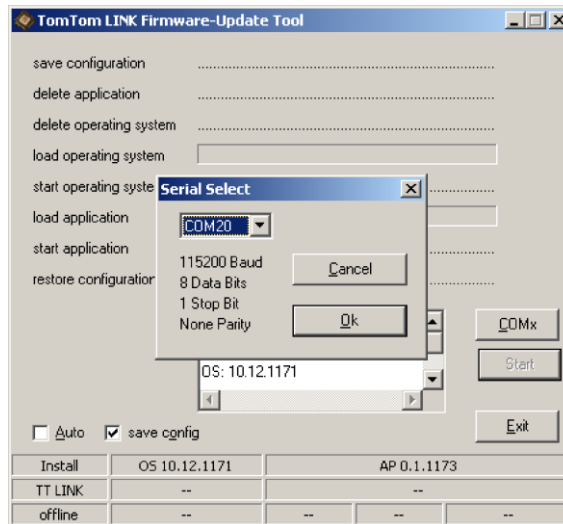 TomTom LINK Firmware-Update Tool
save configuration
delete application
delete operating system
load operating system
start operating syste
Serial Select
load application
COM20
start application
115200 Baud
Cancel
8 Data Bits
restore configuration
1 Stop Bit
None Parity
Ok
COMx
OS: 10.12.1171
Start
Auto
save config
Exit
Install OS 10.12.1171 AP 0.1.1173
TT LINK -- --
offline -- -- -- --